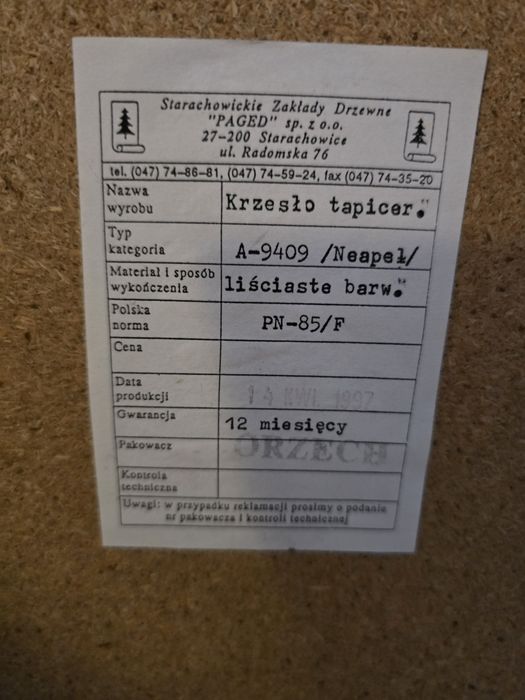 Starachowickie Zakłady Drzewne
"PAGED" sp. z o.o.
27-200 Starachowice
ul. Radomska 76
tel. (047) 74-86-81, (047) 74-59-24, fax (047) 74-35-20
Nazwa wyrobu Krzesło tapicer."
Typ kategoria A-9409 /Neapel/
Materiał i sposób wykończenia liściaste barw."
Polska norma PN-85/F
Cena
Data produkcji 14 KWI. 1997
Gwarancja 12 miesięcy
Pakowacz ORZECH
Kontrola techniczna
Uwagi: w przypadku reklamacji prosimy o podanie
nr pakowacza i kontroli technicznej